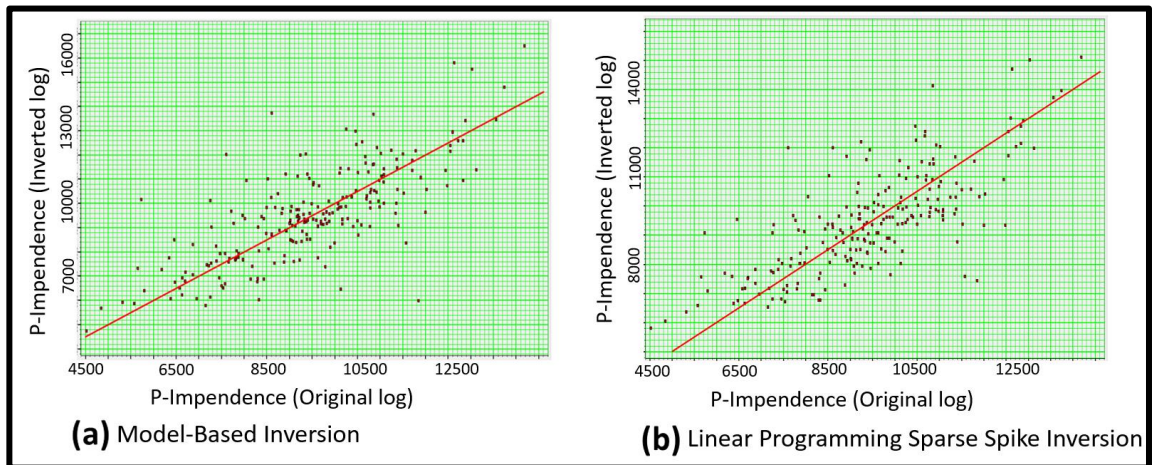 P-Impendence (Inverted log)
16000
13000
10000
7000
4500
6500
8500
10500
12500
P-Impendence (Original log)
(a) Model-Based Inversion
P-Impendence (Inverted log)
14000
11000
8000
4500
6500
8500
10500
12500
P-Impendence (Original log)
(b) Linear Programming Sparse Spike Inversion